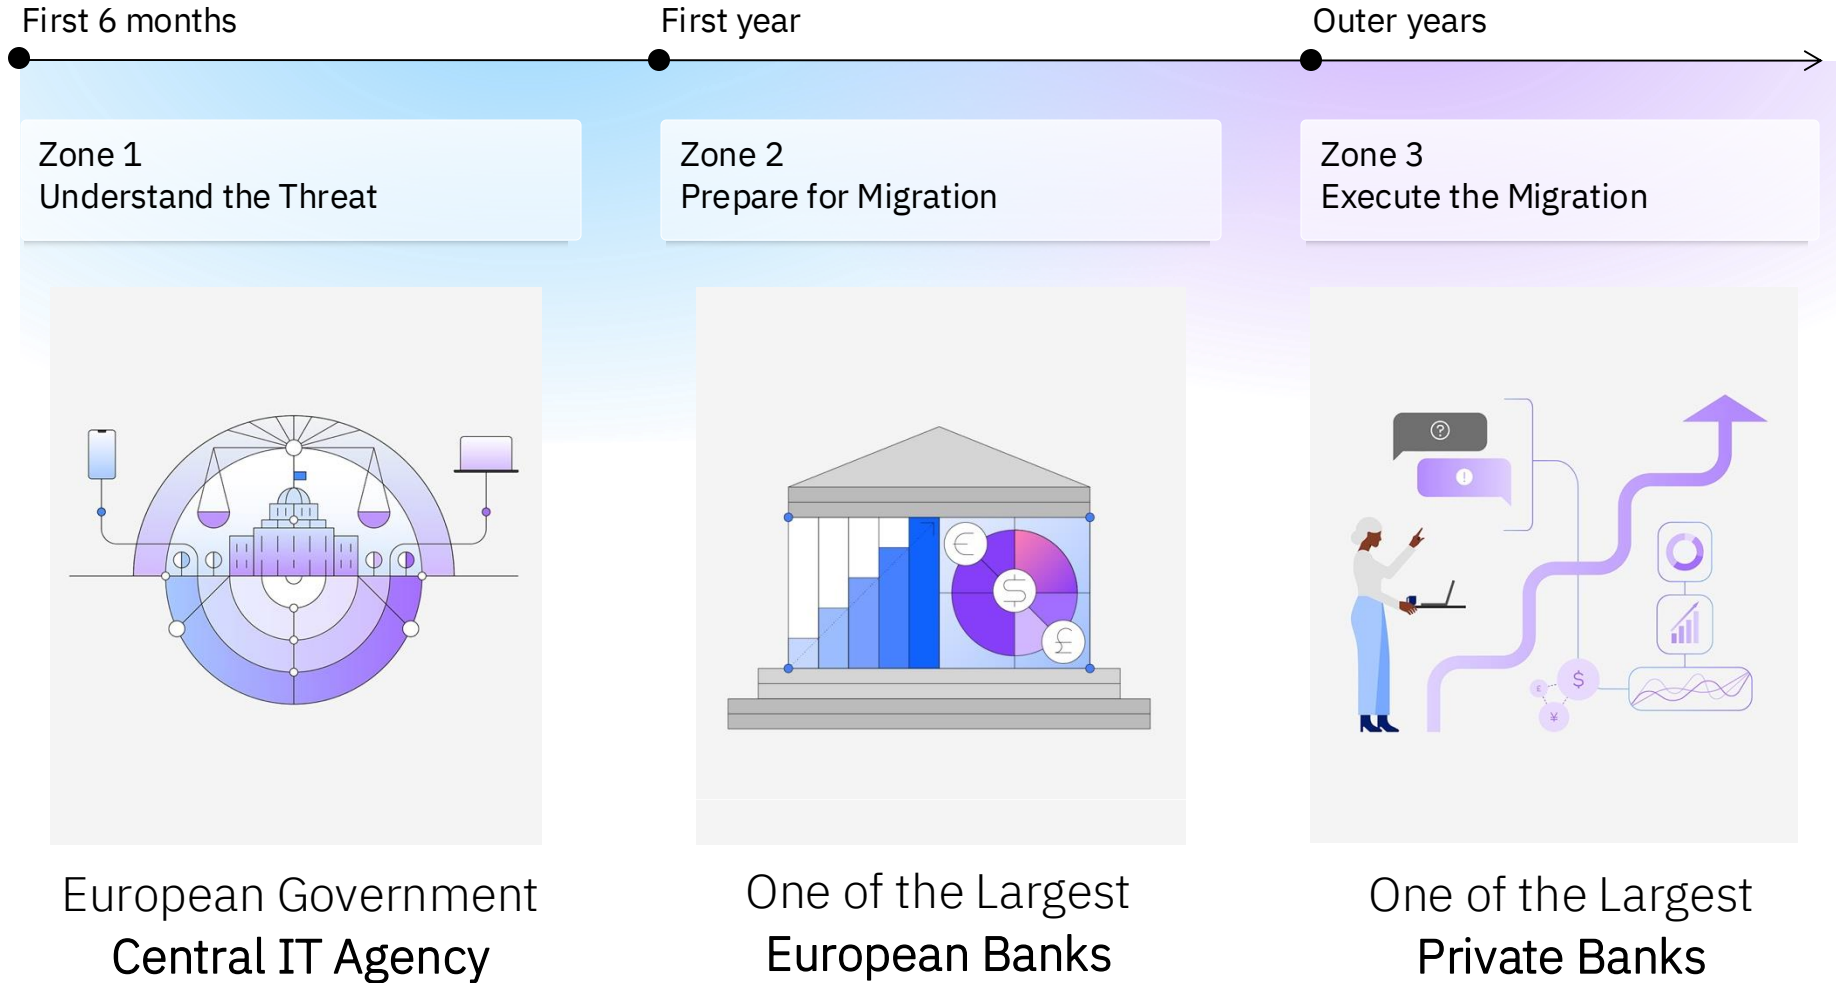 First 6 months
First year
Outer years
Zone 1
Understand the Threat
Zone 2
Prepare for Migration
Zone 3
Execute the Migration
?
!
€
$
£
$
£
¥
European Government
Central IT Agency
One of the Largest
European Banks
One of the Largest
Private Banks